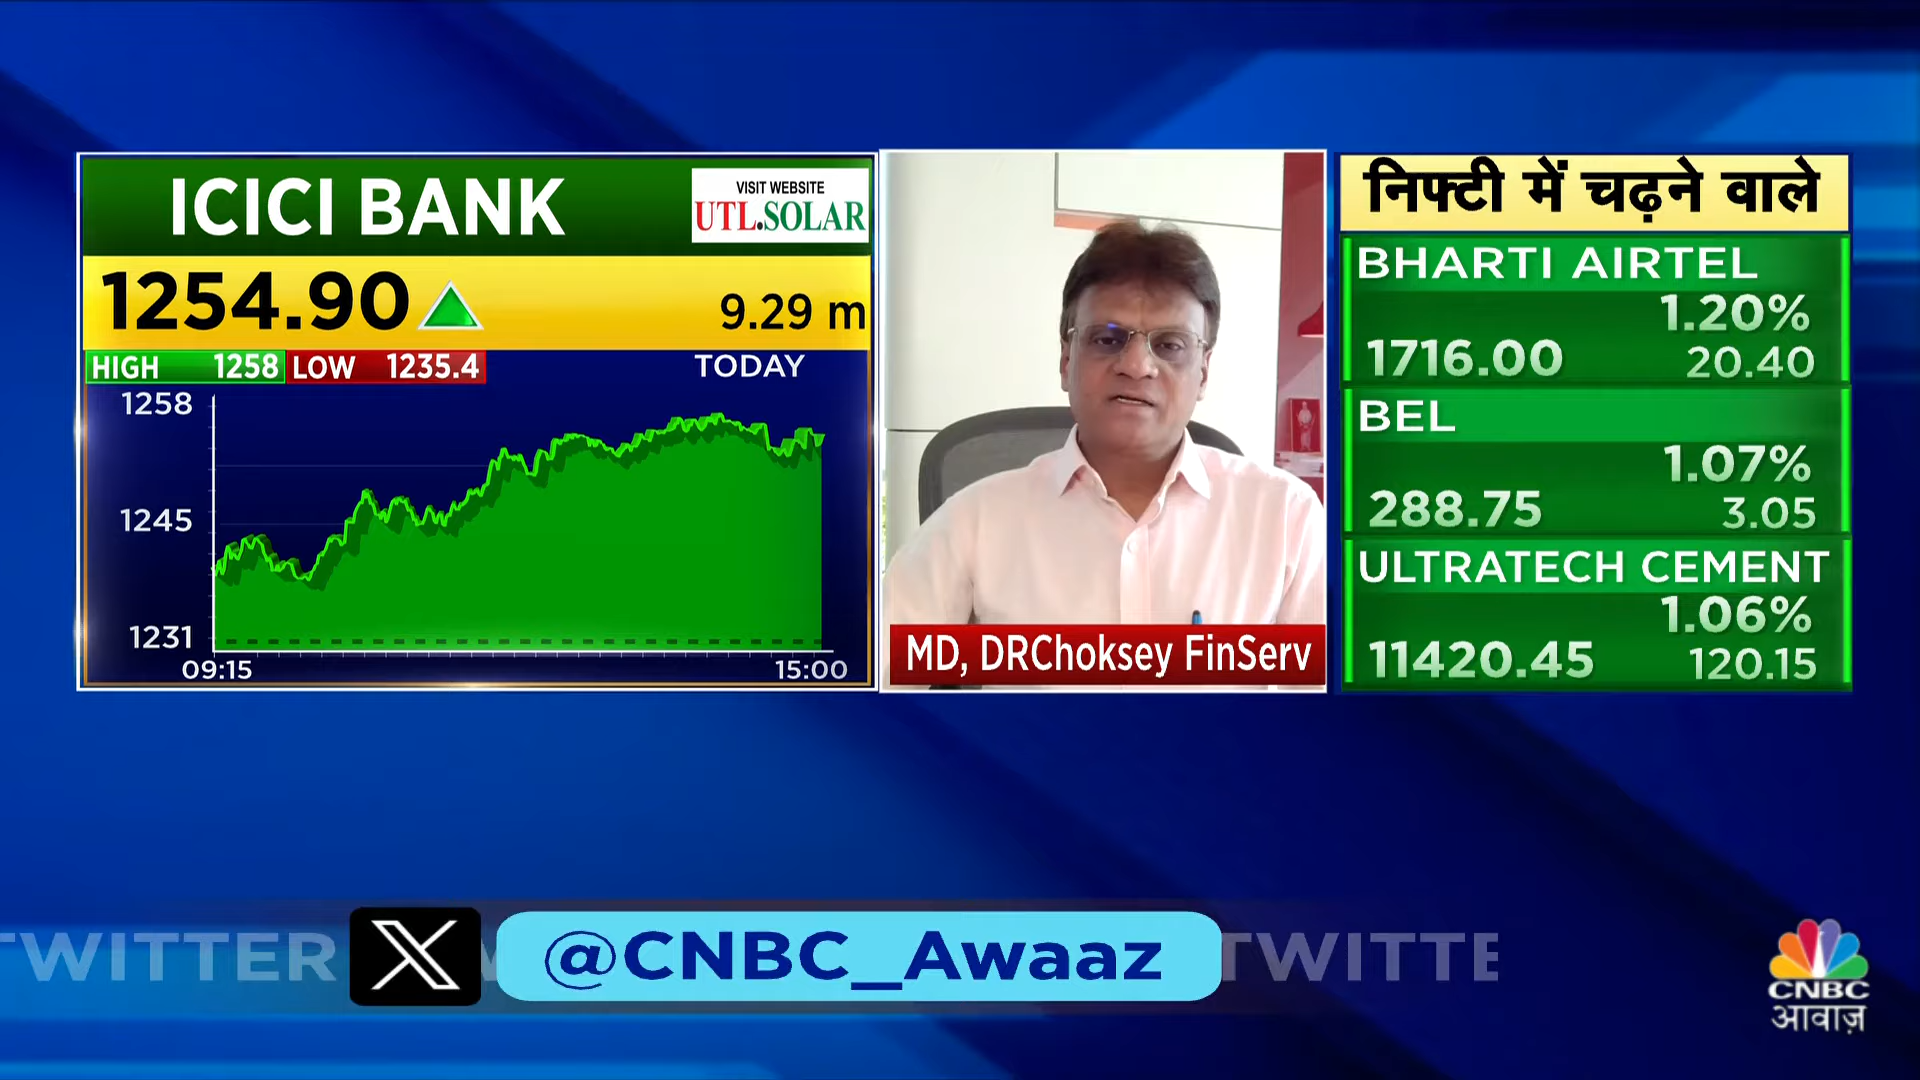 ICICI BANK
VISIT WEBSITE
UTL.SOLAR
1254.90
9.29 m
HIGH 1258 LOW 1235.4
TODAY
1258
1245
1231
09:15
15:00
MD, DRChoksey FinServ
निफ्टी में चढ़ने वाले
BHARTI AIRTEL
1.20%
1716.00
20.40
BEL
1.07%
288.75
3.05
ULTRATECH CEMENT
1.06%
11420.45
120.15
TWITTER
X
@CNBC_Awaaz
TWITTE
CNBC
आवाज़